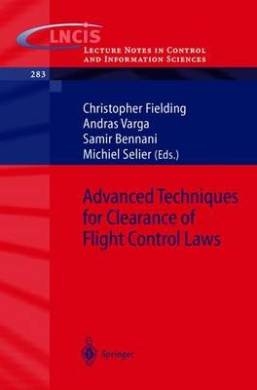 LNCIS
LECTURE NOTES IN CONTROL
AND INFORMATION SCIENCES
283
Christopher Fielding
Andras Varga
Samir Bennani
Michiel Selier (Eds.)
Advanced Techniques
for Clearance of
Flight Control Laws
Springer